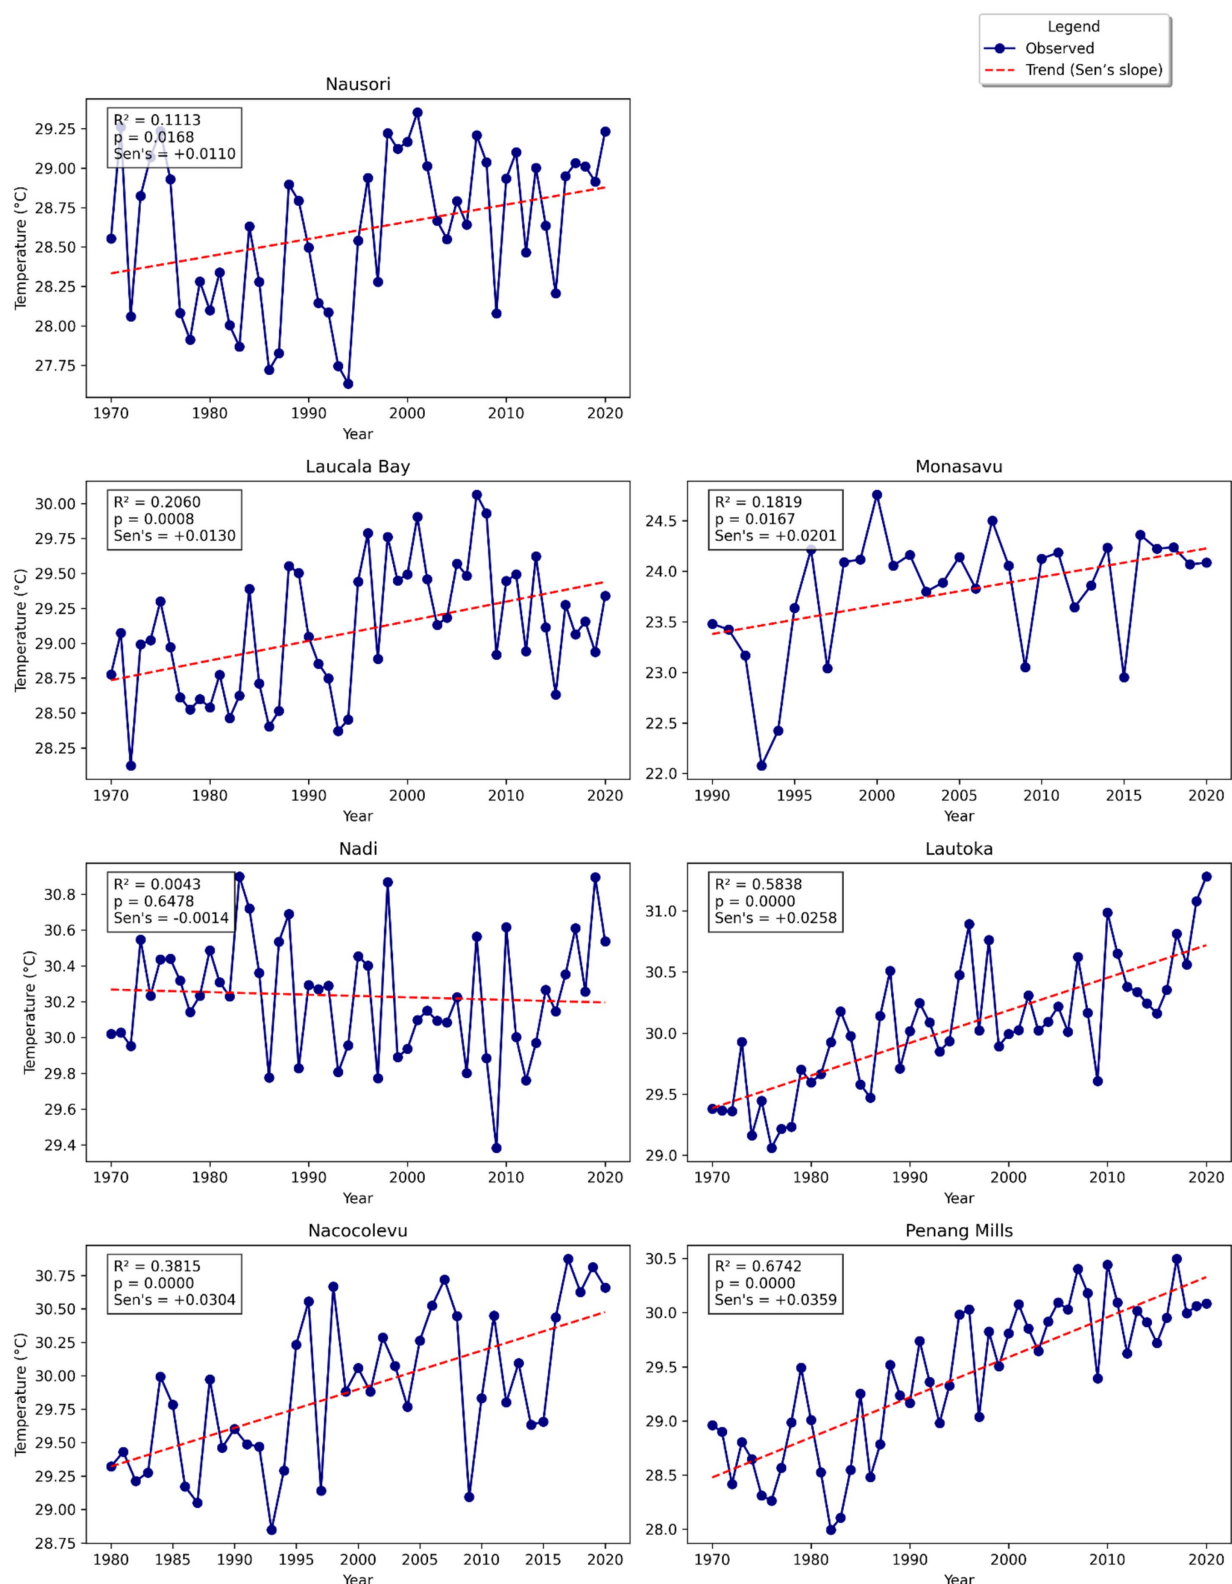 Legend
Observed
Trend (Sen’s slope)
Nausori
R² = 0.1113
p = 0.0168
Sen's = +0.0110
Temperature (°C)
29.25
29.00
28.75
28.50
28.25
28.00
27.75
1970 1980 1990 2000 2010 2020
Year
Laucala Bay
R² = 0.2060
p = 0.0008
Sen's = +0.0130
Temperature (°C)
30.00
29.75
29.50
29.25
29.00
28.75
28.50
28.25
1970 1980 1990 2000 2010 2020
Year
Monasavu
R² = 0.1819
p = 0.0167
Sen's = +0.0201
24.5
24.0
23.5
23.0
22.5
22.0
1990 1995 2000 2005 2010 2015 2020
Year
Nadi
R² = 0.0043
p = 0.6478
Sen's = -0.0014
Temperature (°C)
30.8
30.6
30.4
30.2
30.0
29.8
29.6
29.4
1970 1980 1990 2000 2010 2020
Year
Lautoka
R² = 0.5838
p = 0.0000
Sen's = +0.0258
31.0
30.5
30.0
29.5
29.0
1970 1980 1990 2000 2010 2020
Year
Nacocolevu
R² = 0.3815
p = 0.0000
Sen's = +0.0304
Temperature (°C)
30.75
30.50
30.25
30.00
29.75
29.50
29.25
29.00
28.75
1980 1985 1990 1995 2000 2005 2010 2015 2020
Year
Penang Mills
R² = 0.6742
p = 0.0000
Sen's = +0.0359
30.5
30.0
29.5
29.0
28.5
28.0
1970 1980 1990 2000 2010 2020
Year